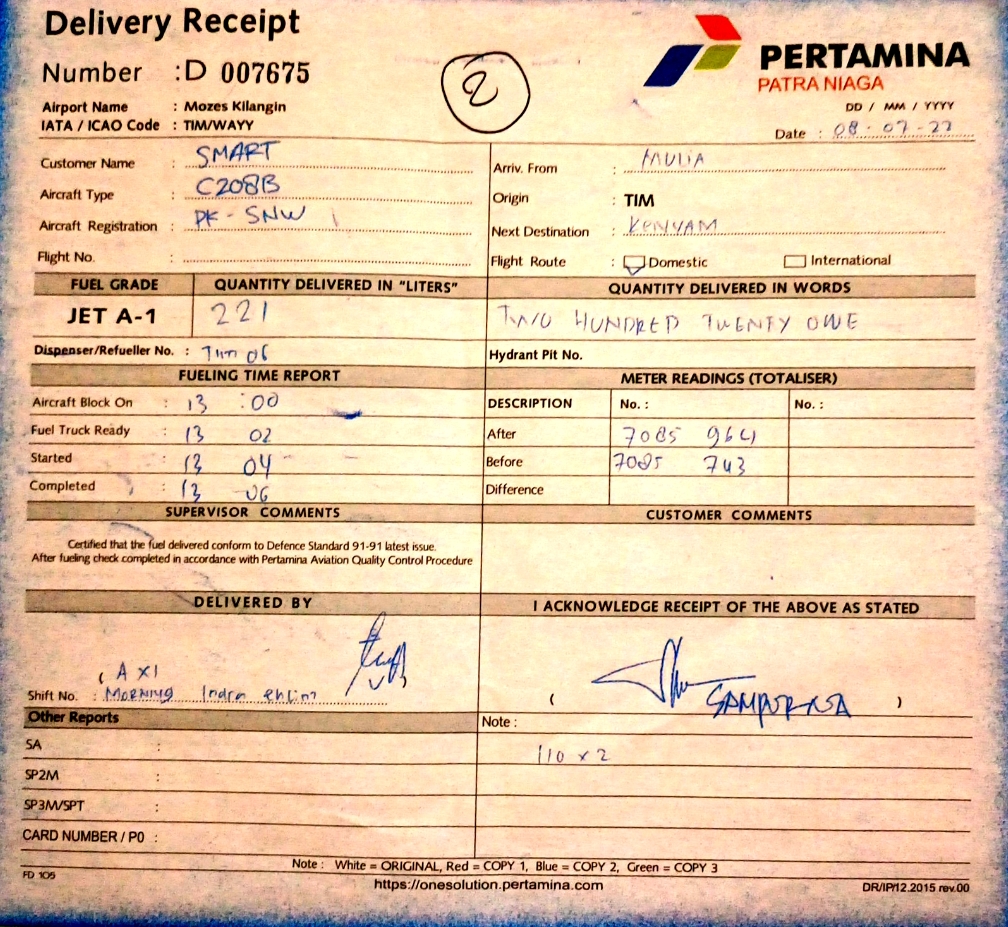 Delivery Receipt
Number :D 007675
2
PERTAMINA
PATRA NIAGA
Airport Name : Mozes Kilangin
IATA / ICAO Code : TIM/WAYY
DD / MM / YYYY
Date : 08-07-22
Customer Name : SMART
Aircraft Type : C208B
Aircraft Registration : PK-SNW
Flight No. :
Arriv. From : MULIA
Origin : TIM
Next Destination : KENYAM
Flight Route : Domestic International
FUEL GRADE QUANTITY DELIVERED IN "LITERS" QUANTITY DELIVERED IN WORDS
JET A-1 221 TWO HUNDRED TWENTY ONE
Dispenser/Refueller No. : Tim 06 Hydrant Pit No.
FUELING TIME REPORT
Aircraft Block On : 13 :00
Fuel Truck Ready : 13 02
Started : 13 04
Completed : 13 06
METER READINGS (TOTALISER)
DESCRIPTION No. : No. :
After 7085 964
Before 7085 743
Difference
SUPERVISOR COMMENTS
Certified that the fuel delivered conform to Defence Standard 91-91 latest issue.
After fueling check completed in accordance with Pertamina Aviation Quality Control Procedure
CUSTOMER COMMENTS
DELIVERED BY
( AXI )
Shift No. : MORNING Indra
I ACKNOWLEDGE RECEIPT OF THE ABOVE AS STATED
( SAMPURNA )
Other Reports
SA :
SP2M :
SP3M/SPT :
CARD NUMBER / P0 :
Note :
110 x 2
Note : White = ORIGINAL, Red = COPY 1, Blue = COPY 2, Green = COPY 3
FD 105
https://onesolution.pertamina.com
DR/IP/12.2015 rev.00